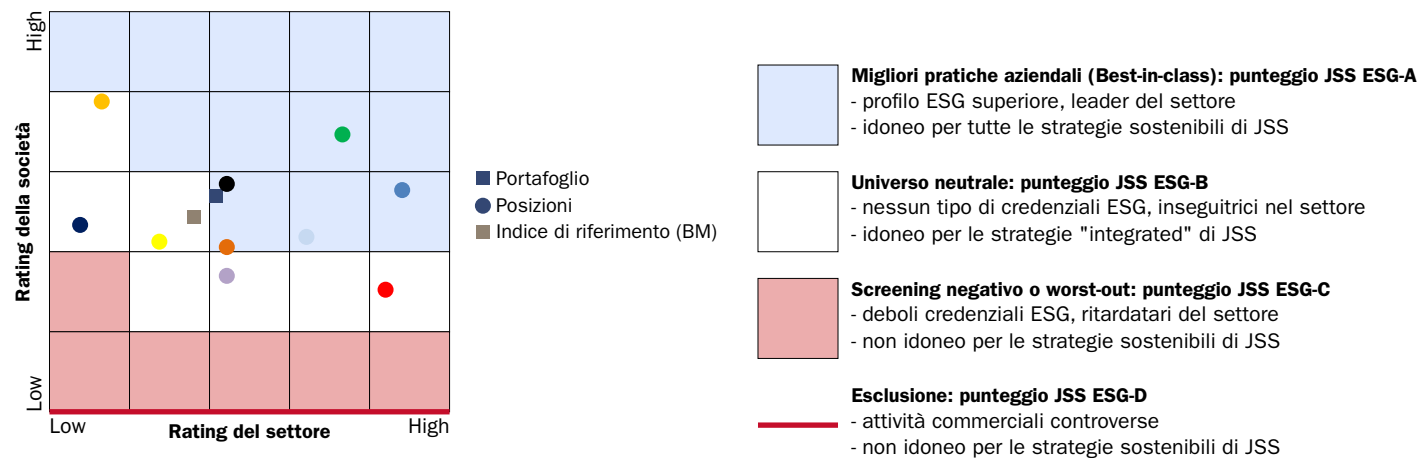 High
Rating della società
Low
Low
Rating del settore
High
Portafoglio
Posizioni
Indice di riferimento (BM)
Migliori pratiche aziendali (Best-in-class): punteggio JSS ESG-A
- profilo ESG superiore, leader del settore
- idoneo per tutte le strategie sostenibili di JSS
Universo neutrale: punteggio JSS ESG-B
- nessun tipo di credenziali ESG, inseguitrici nel settore
- idoneo per le strategie "integrated" di JSS
Screening negativo o worst-out: punteggio JSS ESG-C
- deboli credenziali ESG, ritardatari del settore
- non idoneo per le strategie sostenibili di JSS
Esclusione: punteggio JSS ESG-D
- attività commerciali controverse
- non idoneo per le strategie sostenibili di JSS